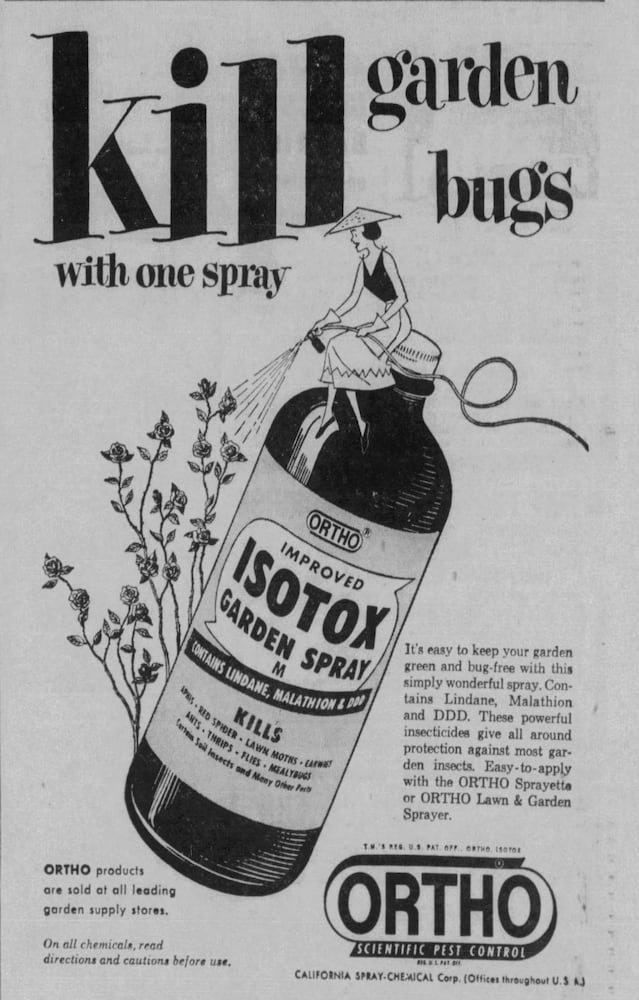 kill garden
bugs
with one spray
ORTHO®
IMPROVED
ISOTOX
GARDEN SPRAY
M
CONTAINS LINDANE, MALATHION & DDD
KILLS
APHIS • RED SPIDER • LAWN MOTHS • EARWIGS
ANTS • THRIPS • FLIES • MEALYBUGS
Certain Soil Insects and Many Other Pests
It's easy to keep your garden
green and bug-free with this
simply wonderful spray. Con-
tains Lindane, Malathion
and DDD. These powerful
insecticides give all around
protection against most gar-
den insects. Easy-to-apply
with the ORTHO Sprayette
or ORTHO Lawn & Garden
Sprayer.
ORTHO products
are sold at all leading
garden supply stores.
On all chemicals, read
directions and cautions before use.
T.M.'S REG. U.S. PAT. OFF., ORTHO, ISOTOX
®
ORTHO
SCIENTIFIC PEST CONTROL
REG. U.S. PAT. OFF.
CALIFORNIA SPRAY-CHEMICAL Corp. (Offices throughout U.S.A.)